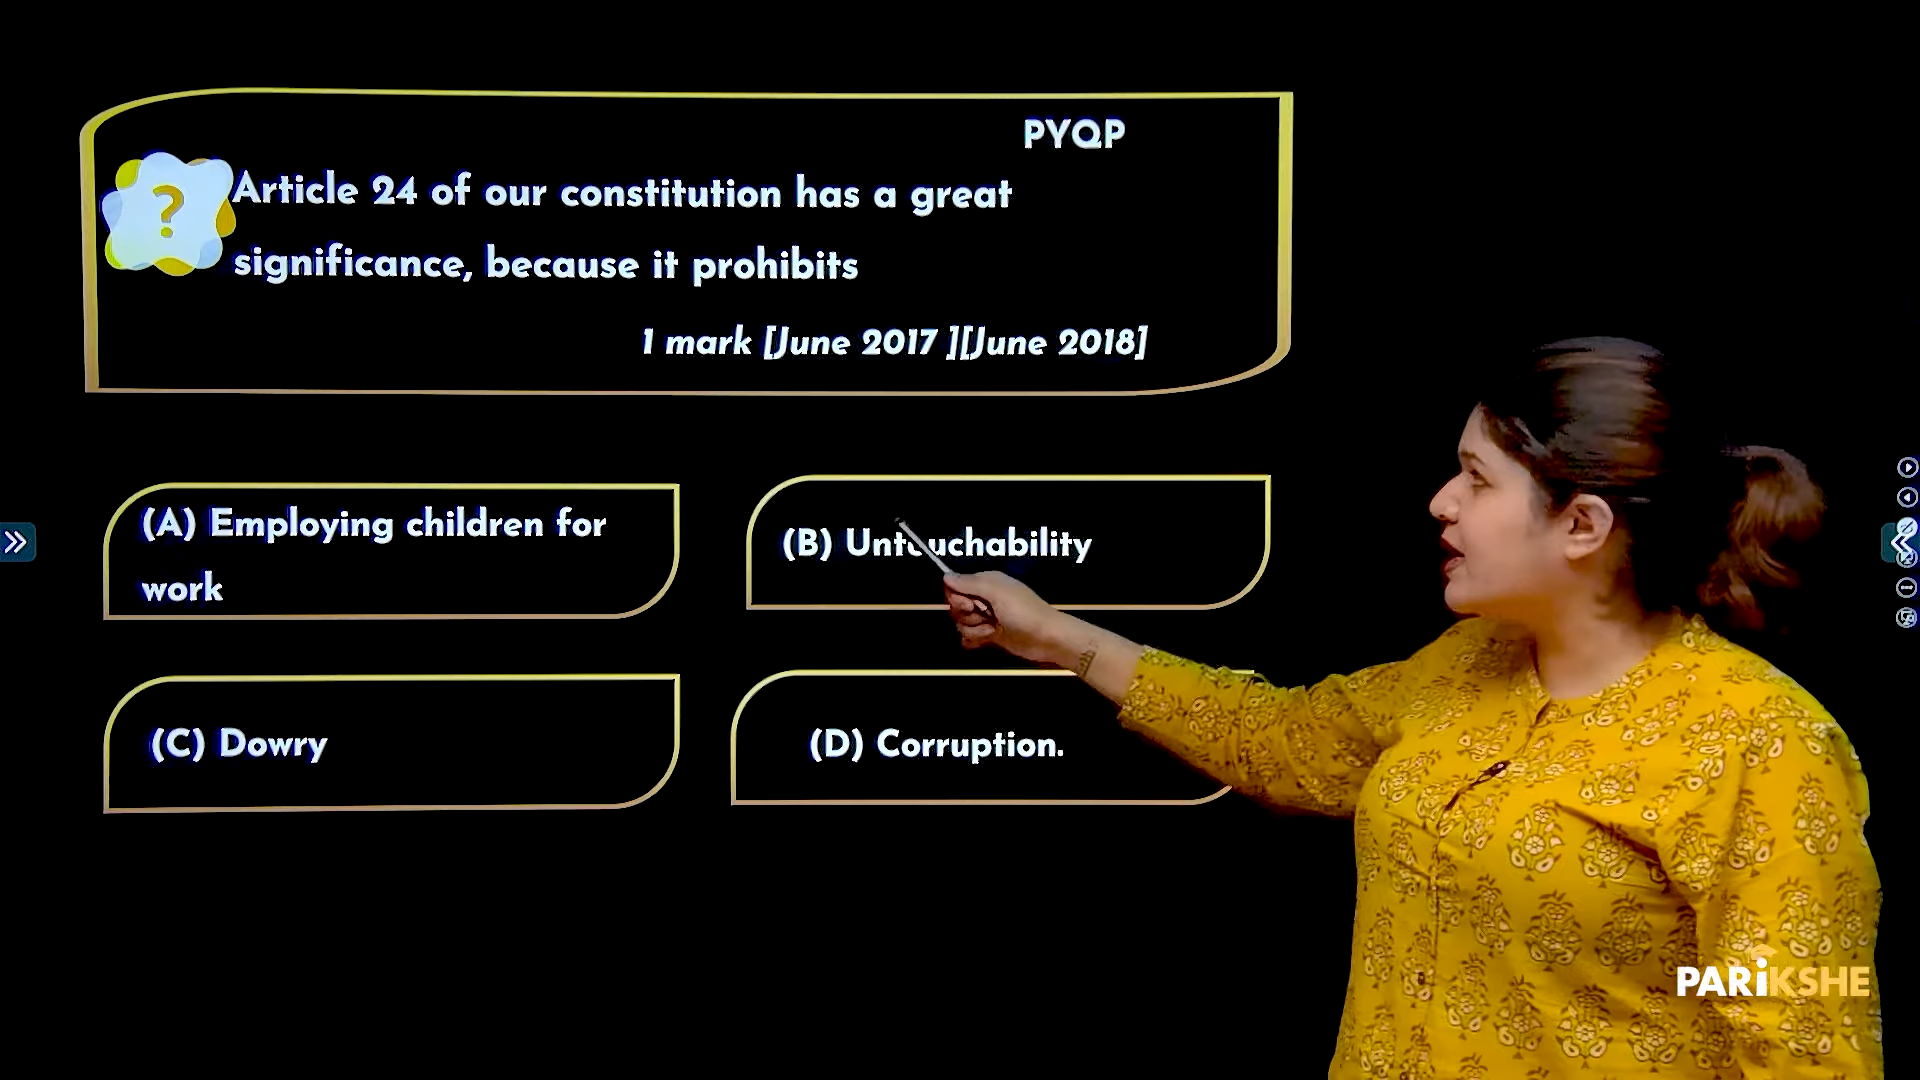 PYQP
Article 24 of our constitution has a great
significance, because it prohibits
1 mark [June 2017 ][June 2018]
(A) Employing children for
work
(B) Untouchability
(C) Dowry
(D) Corruption.
PARiKSHE